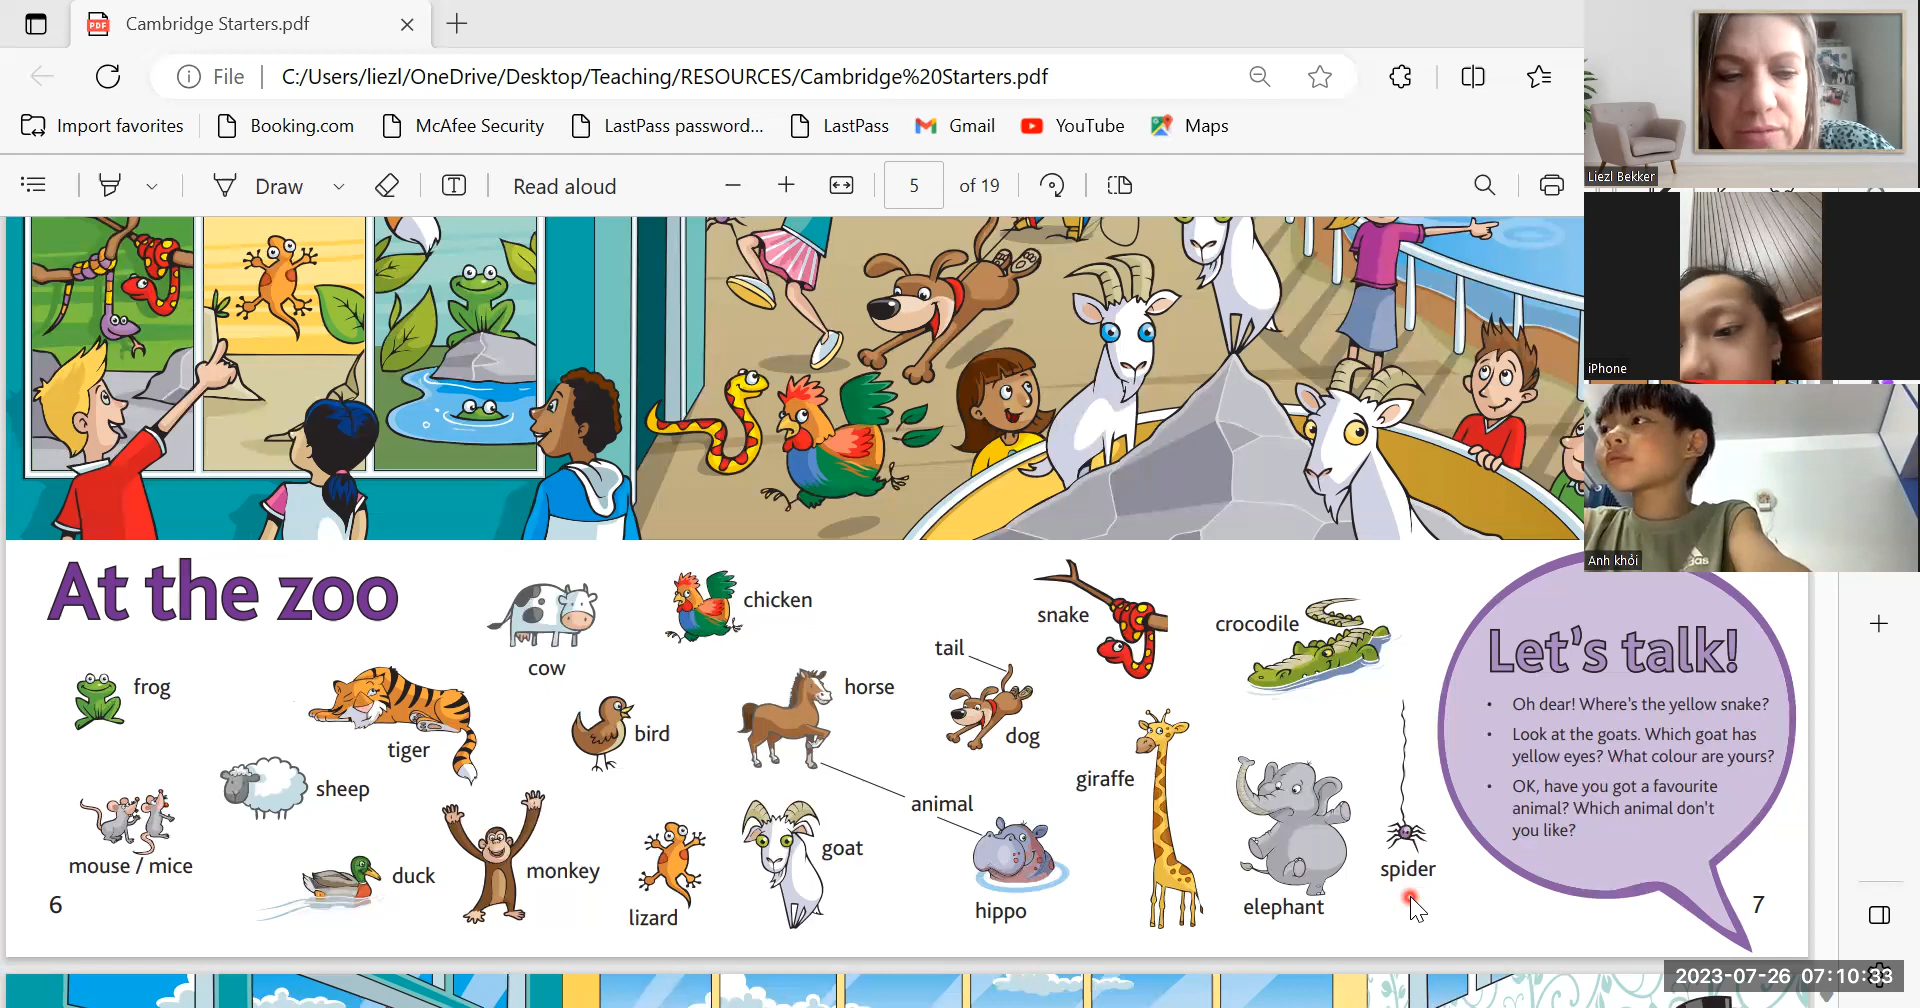 Cambridge Starters.pdf
File
C:/Users/liezl/OneDrive/Desktop/Teaching/RESOURCES/Cambridge%20Starters.pdf
Import favorites
Booking.com
McAfee Security
LastPass password...
LastPass
Gmail
YouTube
Maps
Draw
Read aloud
5 of 19
Liezl Bekker
iPhone
Anh khỏi
At the zoo
cow
chicken
snake
crocodile
tail
frog
tiger
bird
horse
dog
giraffe
sheep
animal
mouse / mice
duck
monkey
lizard
goat
hippo
elephant
spider
6
Let's talk!
• Oh dear! Where's the yellow snake?
• Look at the goats. Which goat has
yellow eyes? What colour are yours?
• OK, have you got a favourite
animal? Which animal don't
you like?
7
2023-07-26 07:10:33